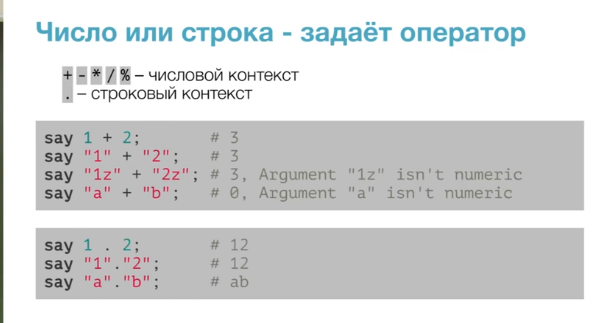 Число или строка - задаёт оператор
+ - * / % – числовой контекст
. – строковый контекст
say 1 + 2;       # 3
say "1" + "2";   # 3
say "1z" + "2z"; # 3, Argument "1z" isn't numeric
say "a" + "b";   # 0, Argument "a" isn't numeric
say 1 . 2;       # 12
say "1"."2";     # 12
say "a"."b";     # ab